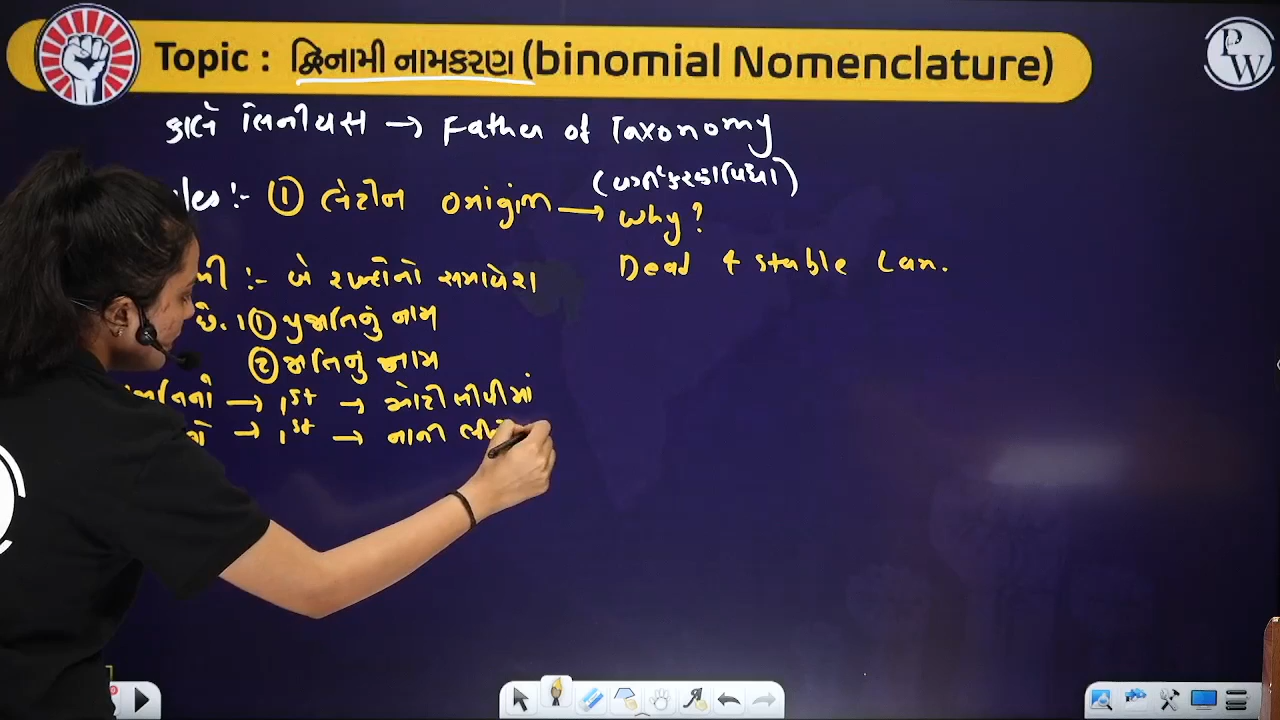 Topic : દ્વિનામી નામકરણ (binomial Nomenclature)
PW
કાર્લ લિનીયસ → Father of Taxonomy
(વર્ગીકરણવિધા)
① લેટીન origin → Why?
:- બે શબ્દોનો સમાવેશ
Dead & stable Lan.
છે. ① પ્રજાતિનું નામ
② જાતિનું નામ
→ 1st → મોટી લીપીમાં
→ 1st → નાની